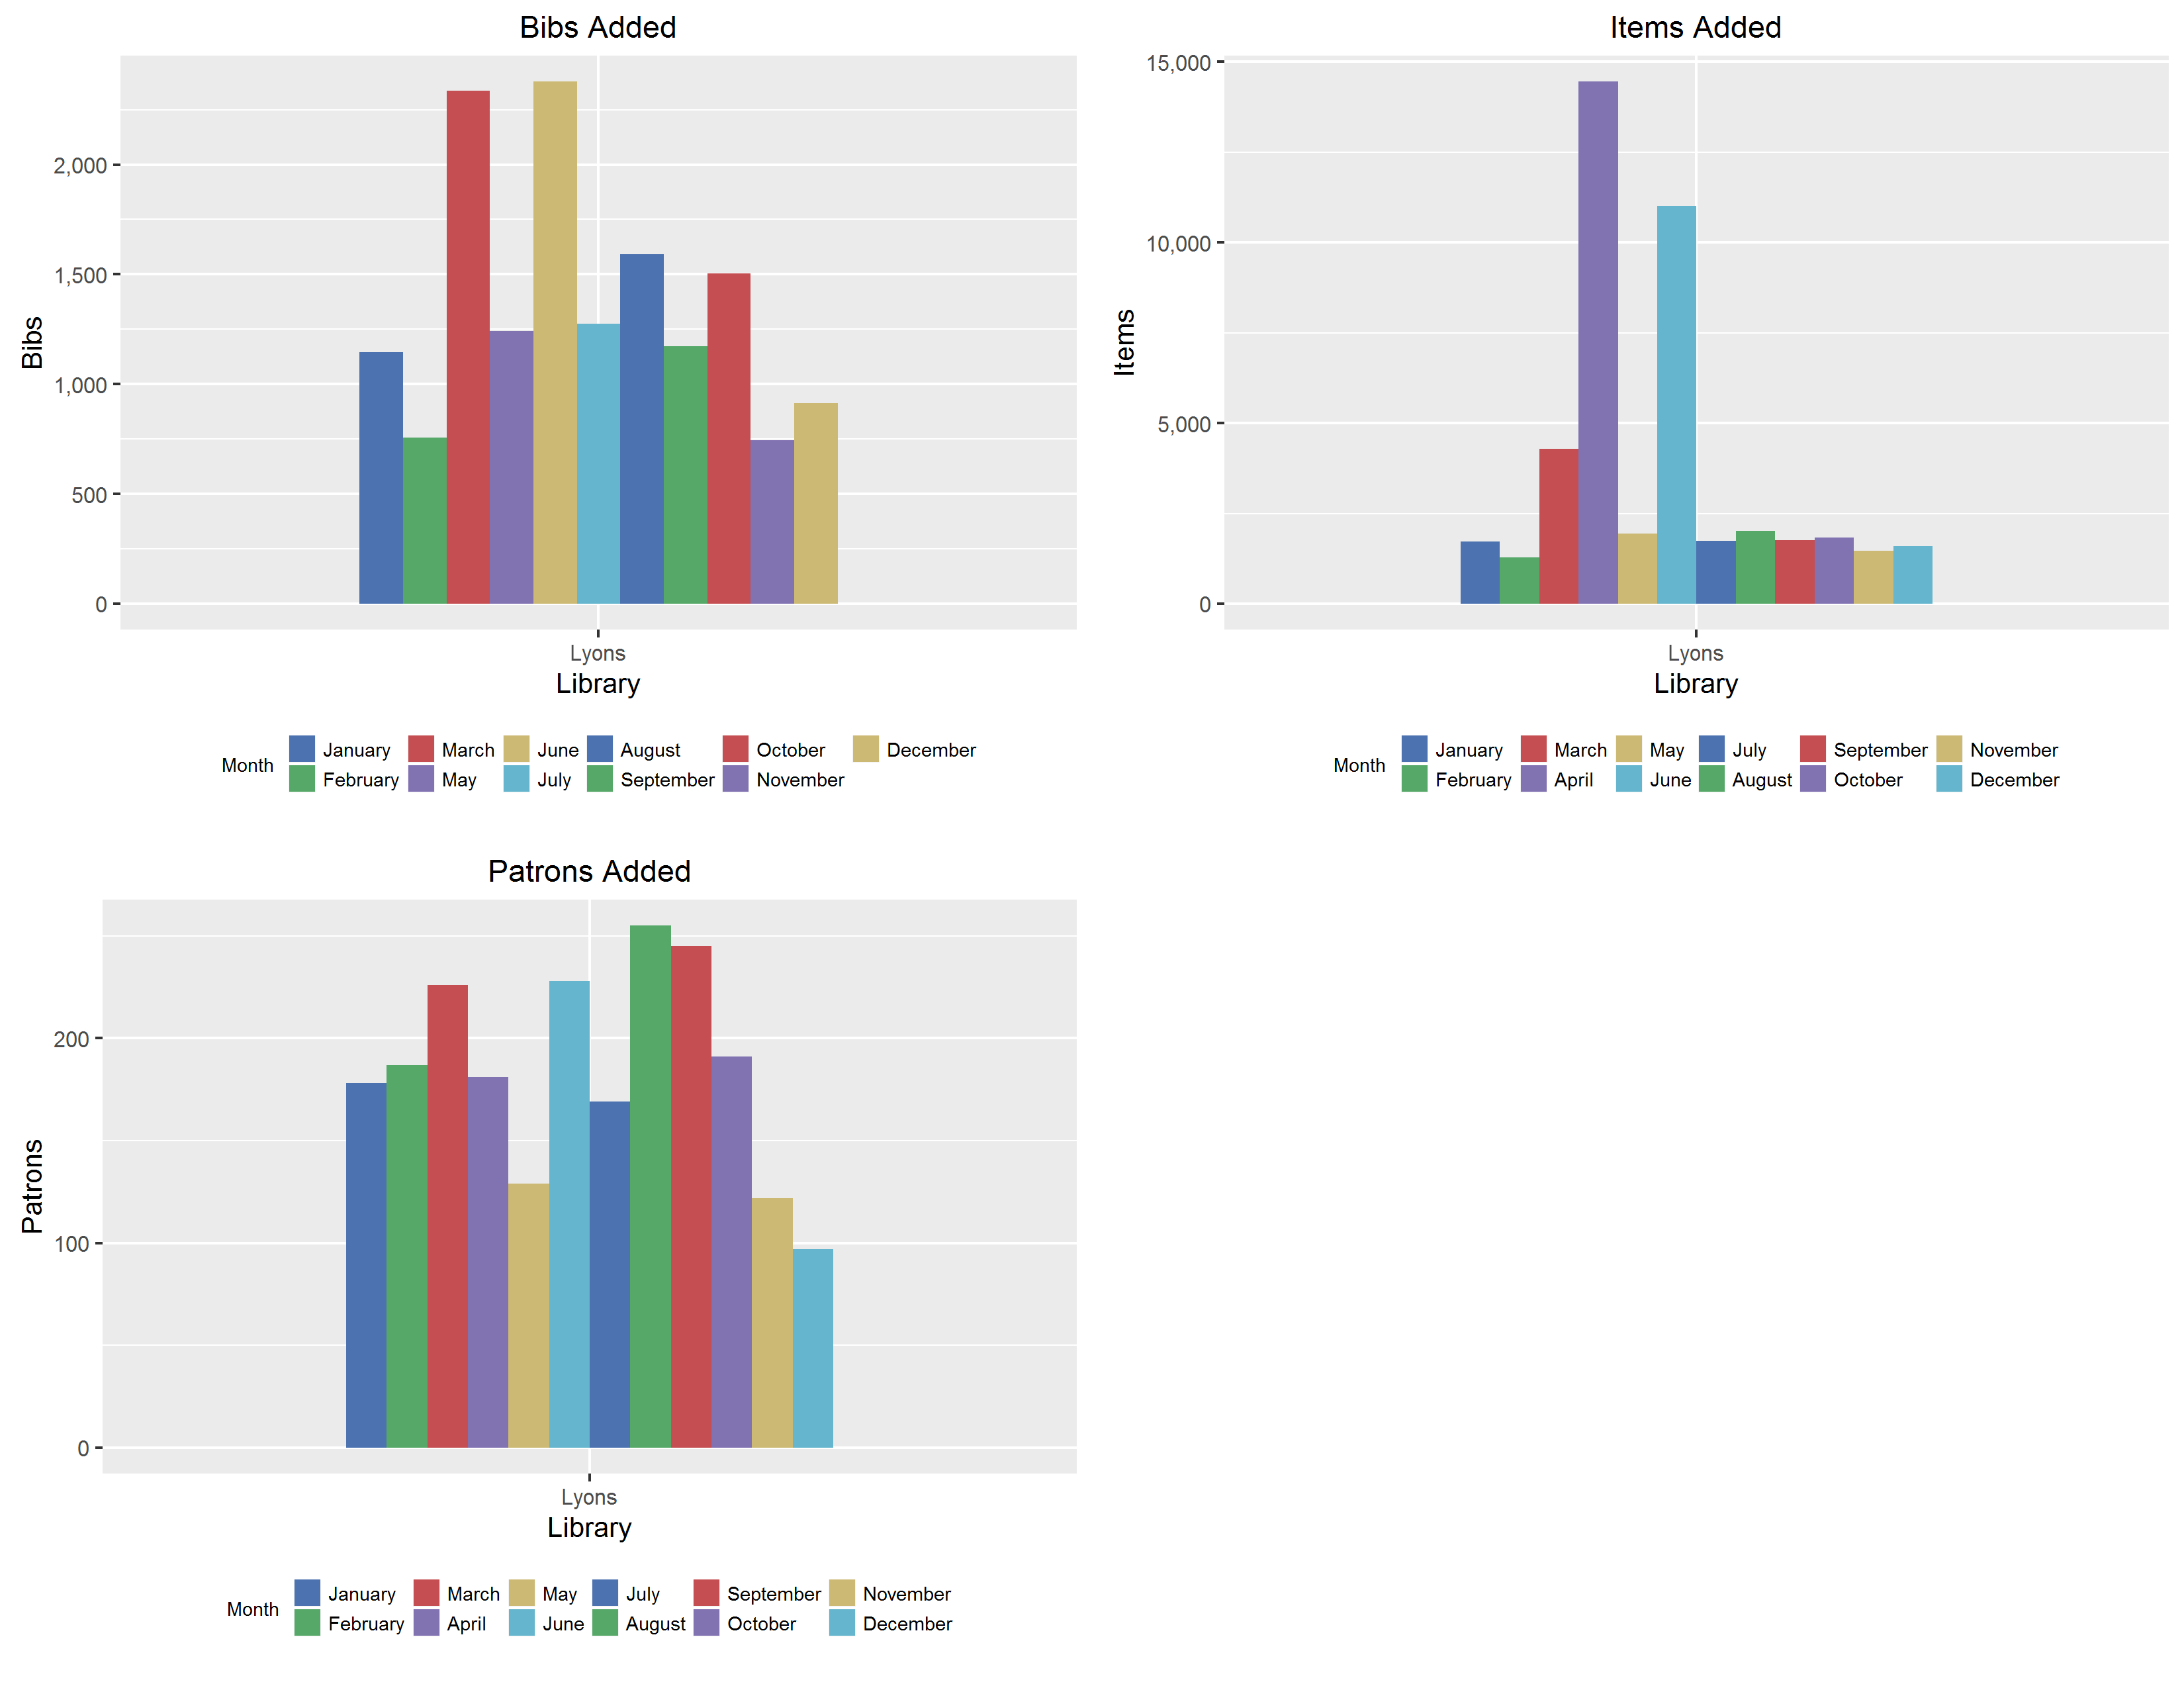 Bibs Added
2,000
1,500
1,000
500
0
Bibs
Lyons
Library
Month
January March June August October December
February May July September November
Items Added
15,000
10,000
5,000
0
Items
Lyons
Library
Month
January March May July September November
February April June August October December
Patrons Added
200
100
0
Patrons
Lyons
Library
Month
January March May July September November
February April June August October December